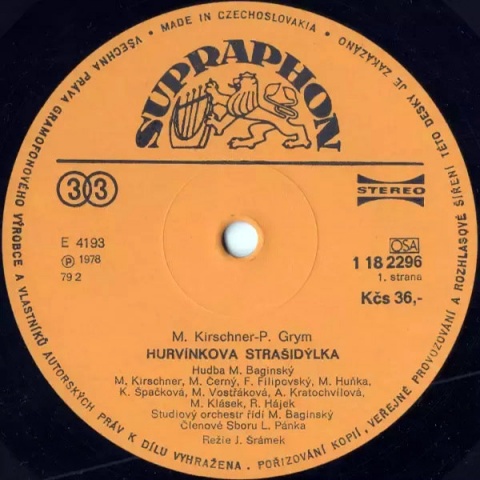 MADE IN CZECHOSLOVAKIA • VŠECHNA PRÁVA GRAMOFONOVÉHO VÝROBCE A VLASTNÍKŮ AUTORSKÝCH PRÁV K DÍLU VYHRAŽENA. POŘIZOVÁNÍ KOPIÍ, VEŘEJNÉ PROVOZOVÁNÍ A ROZHLASOVÉ ŠÍŘENÍ TÉTO DESKY JE ZAKÁZÁNO •
SUPRAPHON
33
STEREO
E 4193
℗ 1978
79 2
OSA
1 18 2296
1. strana
Kčs 36,-
M. Kirschner-P. Grym
HURVÍNKOVA STRAŠIDÝLKA
Hudba M. Baginský
M. Kirschner, M. Černý, F. Filipovský, M. Huňka,
K. Špačková, M. Vostřáková, A. Kratochvílová,
M. Klásek, R. Hájek
Studiový orchestr řídí M. Baginský
Členové Sboru L. Pánka
Režie J. Šrámek